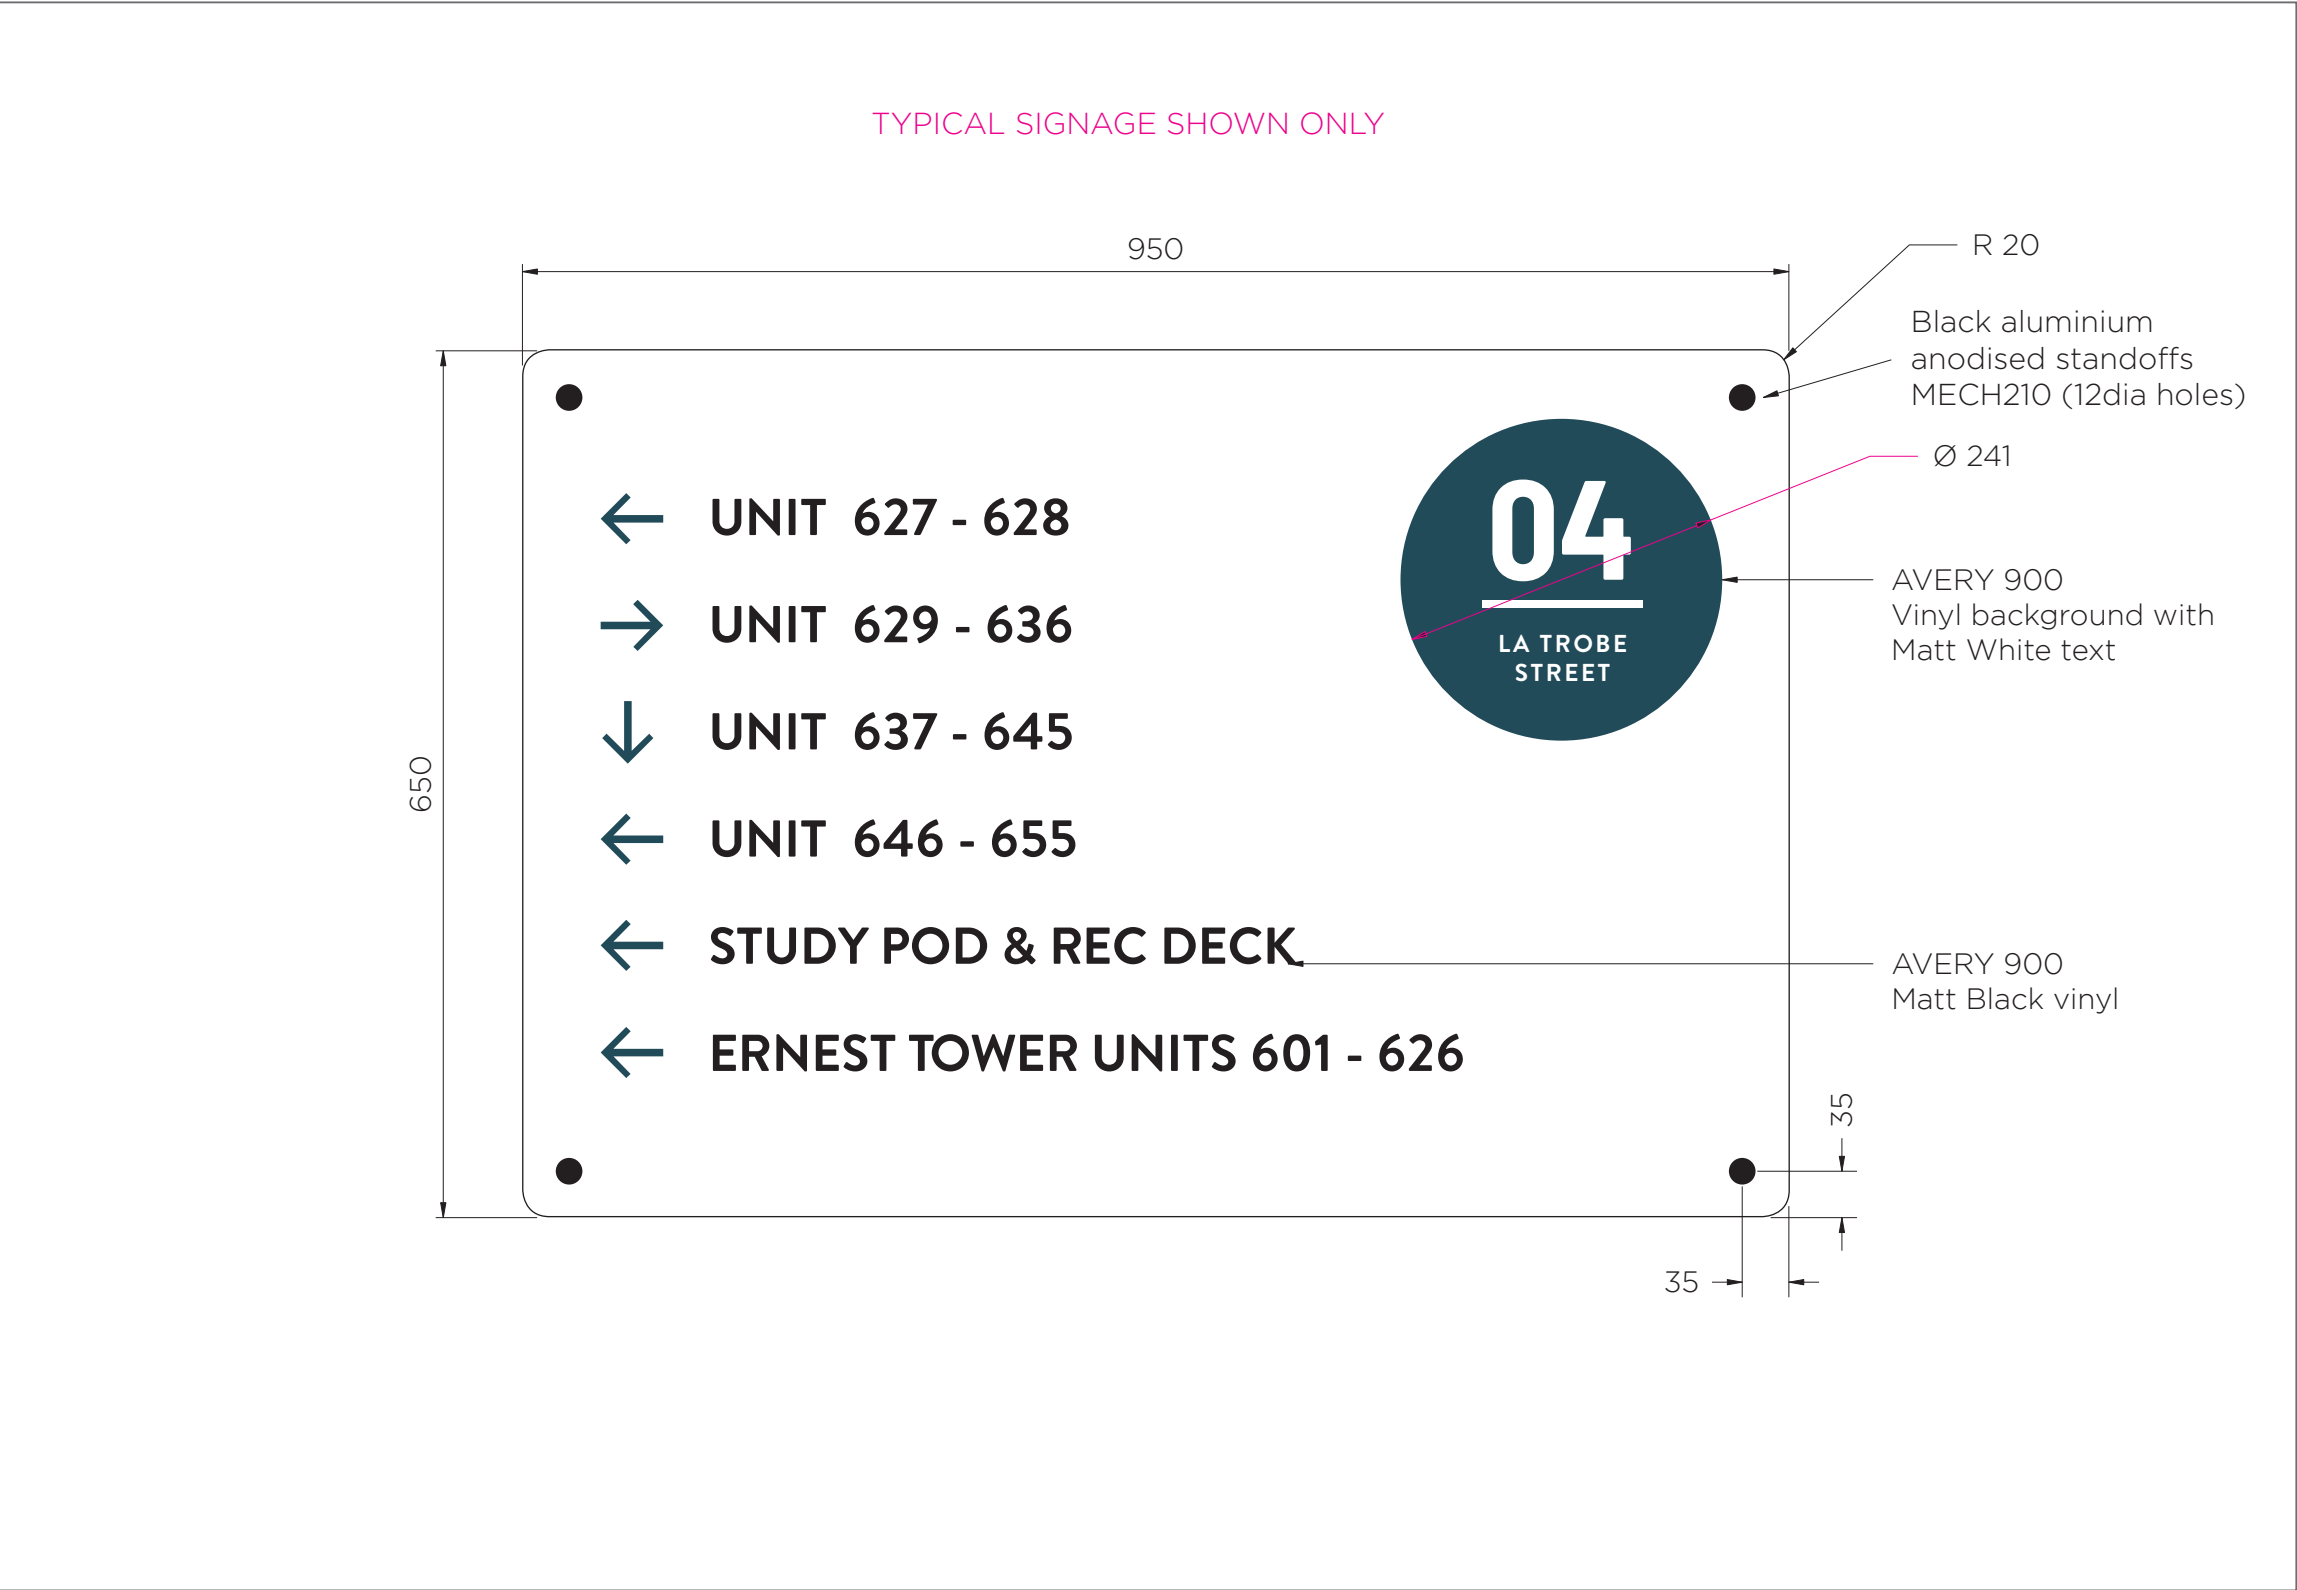 TYPICAL SIGNAGE SHOWN ONLY
950
R 20
Black aluminium
anodised standoffs
MECH210 (12dia holes)
Ø 241
04
LA TROBE
STREET
AVERY 900
Vinyl background with
Matt White text
650
← UNIT 627 - 628
→ UNIT 629 - 636
↓ UNIT 637 - 645
← UNIT 646 - 655
← STUDY POD & REC DECK
← ERNEST TOWER UNITS 601 - 626
AVERY 900
Matt Black vinyl
35
35